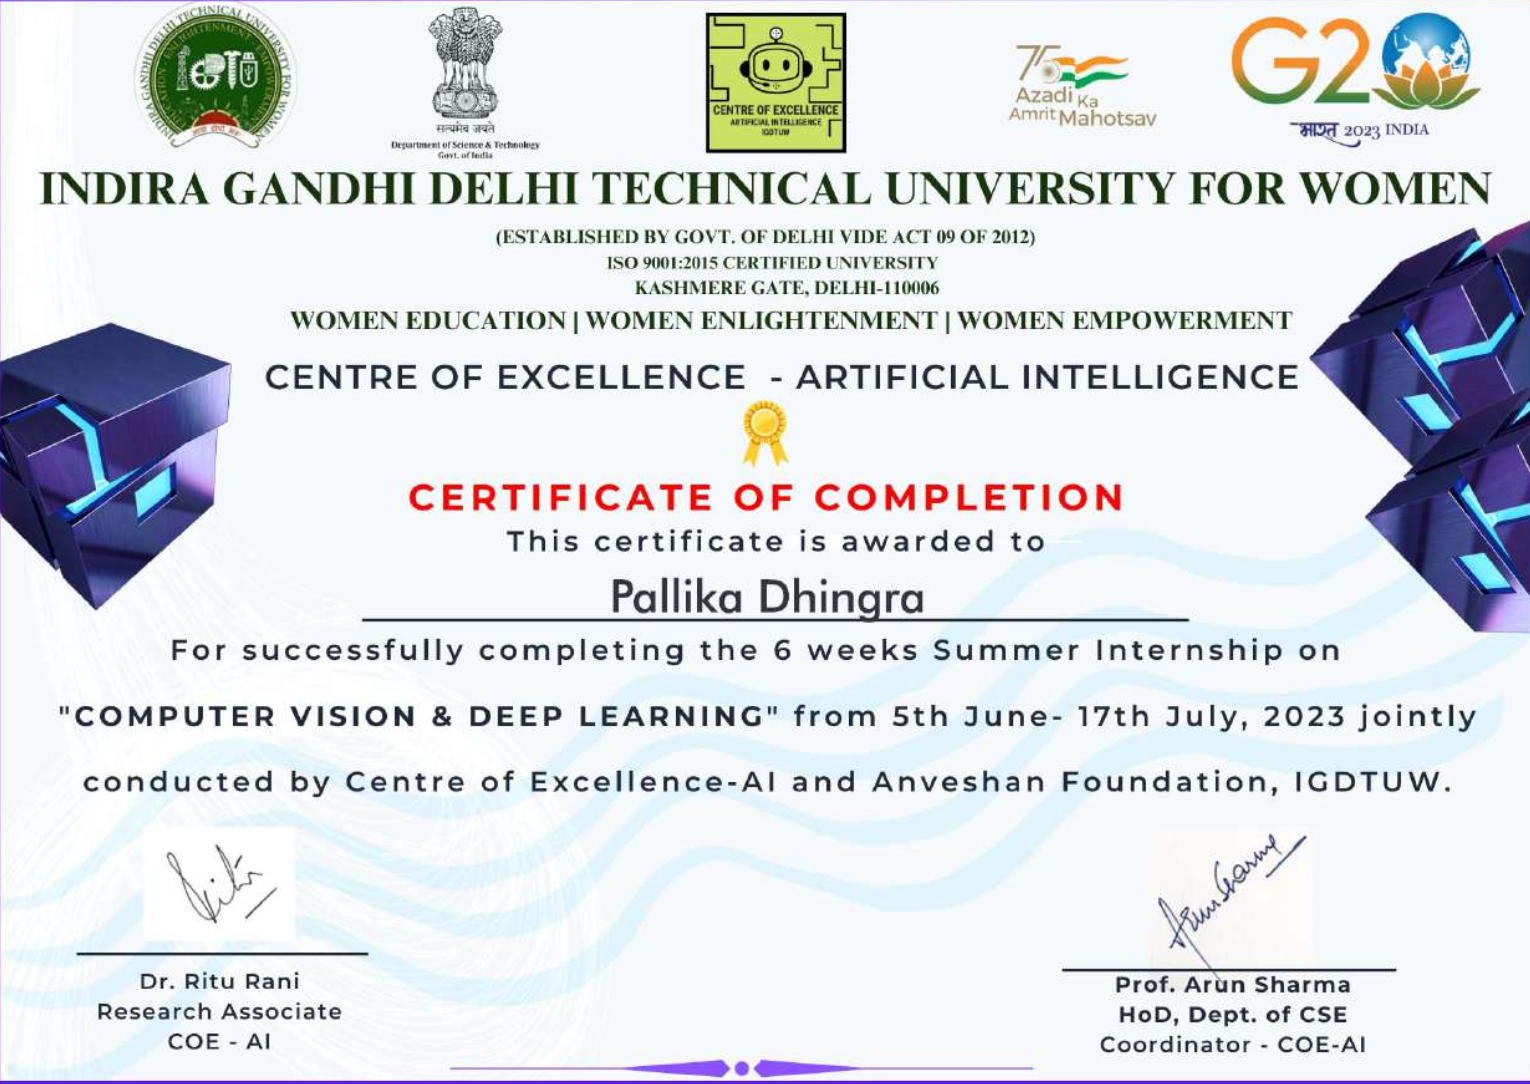 INDIRA GANDHI DELHI TECHNICAL UNIVERSITY FOR WOMEN
EDUCATION ENLIGHTENMENT EMPOWERMENT
IGDTU
सत्यमेव जयते
Department of Science & Technology
Govt. of India
CENTRE OF EXCELLENCE
ARTIFICIAL INTELLIGENCE
IGDTUW
75
Azadi Ka
Amrit Mahotsav
G20
भारत 2023 INDIA
INDIRA GANDHI DELHI TECHNICAL UNIVERSITY FOR WOMEN
(ESTABLISHED BY GOVT. OF DELHI VIDE ACT 09 OF 2012)
ISO 9001:2015 CERTIFIED UNIVERSITY
KASHMERE GATE, DELHI-110006
WOMEN EDUCATION | WOMEN ENLIGHTENMENT | WOMEN EMPOWERMENT
CENTRE OF EXCELLENCE - ARTIFICIAL INTELLIGENCE
CERTIFICATE OF COMPLETION
This certificate is awarded to
Pallika Dhingra
For successfully completing the 6 weeks Summer Internship on
"COMPUTER VISION & DEEP LEARNING" from 5th June- 17th July, 2023 jointly
conducted by Centre of Excellence-AI and Anveshan Foundation, IGDTUW.
Ritu
Arun Sharma
Dr. Ritu Rani
Research Associate
COE - AI
Prof. Arun Sharma
HoD, Dept. of CSE
Coordinator - COE-AI